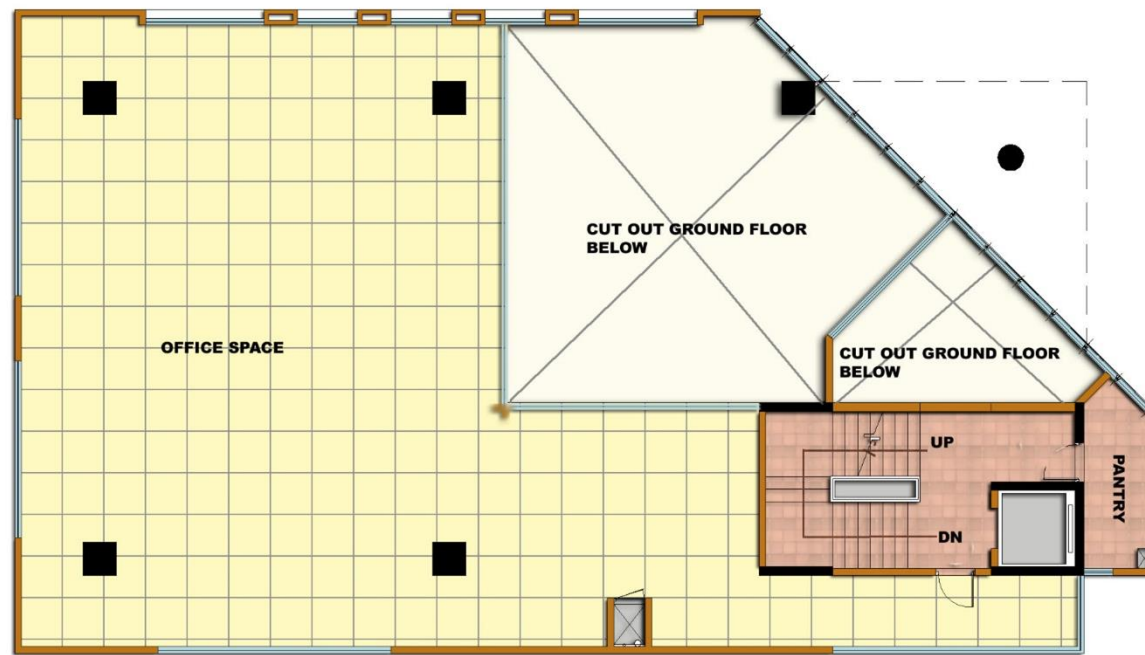 CUT OUT GROUND FLOOR
BELOW
OFFICE SPACE
CUT OUT GROUND FLOOR
BELOW
UP
PANTRY
DN